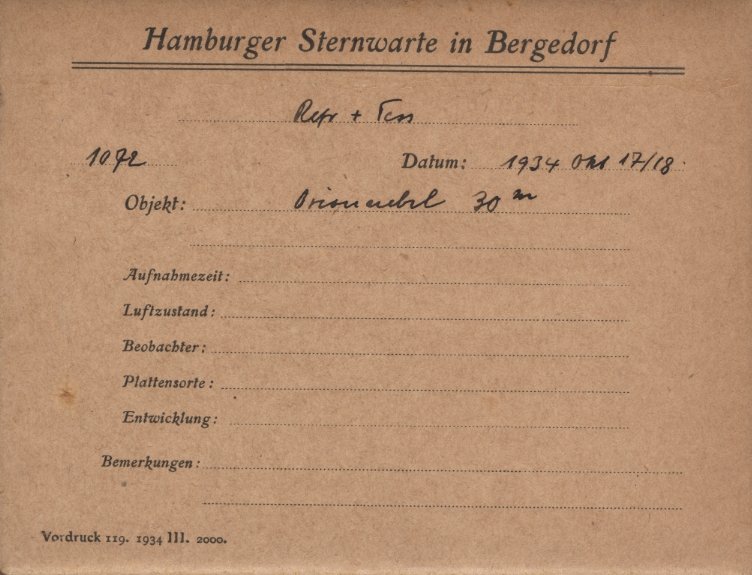 Hamburger Sternwarte in Bergedorf
Refr + Tess
1072 Datum: 1934 Okt 17/18.
Objekt: Orionnebel 30 m
Aufnahmezeit:
Luftzustand:
Beobachter:
Plattensorte:
Entwicklung:
Bemerkungen:
Vordruck 119. 1934 III. 2000.